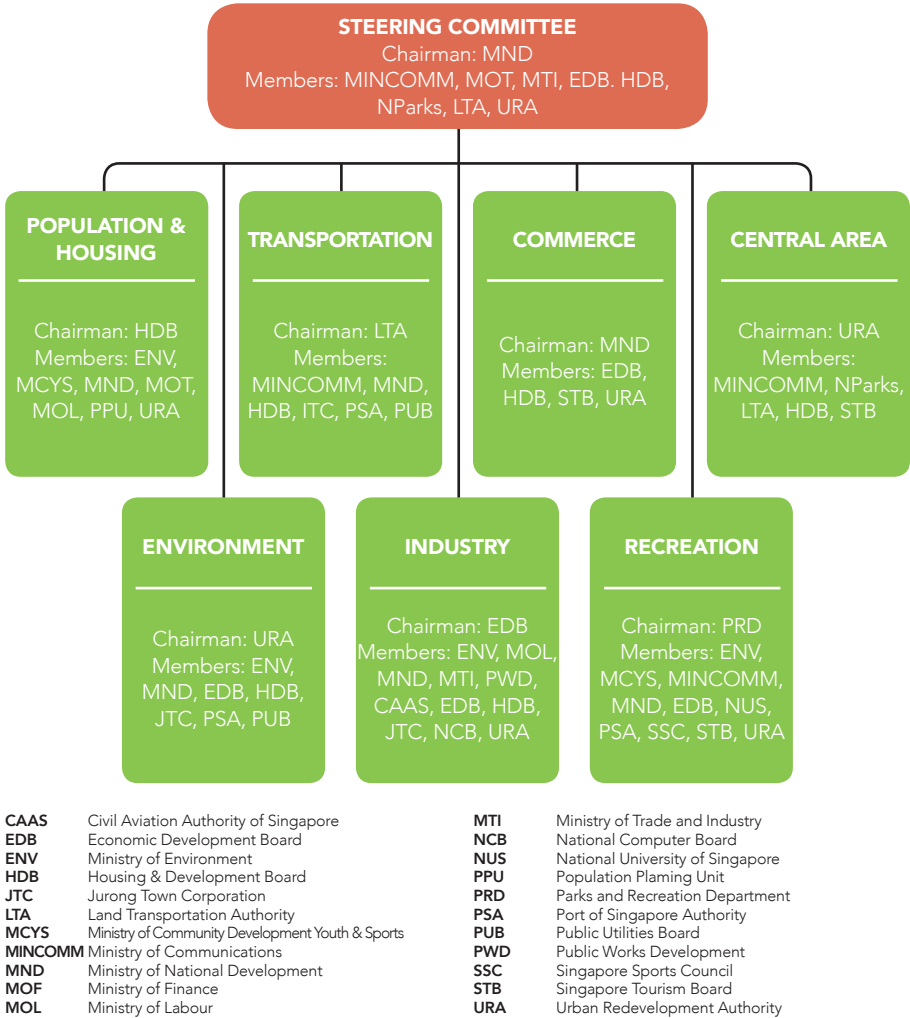 STEERING COMMITTEE
Chairman: MND
Members: MINCOMM, MOT, MTI, EDB. HDB,
NParks, LTA, URA
POPULATION &
HOUSING
Chairman: HDB
Members: ENV,
MCYS, MND, MOT,
MOL, PPU, URA
TRANSPORTATION
Chairman: LTA
Members:
MINCOMM, MND,
HDB, ITC, PSA, PUB
COMMERCE
Chairman: MND
Members: EDB,
HDB, STB, URA
CENTRAL AREA
Chairman: URA
Members:
MINCOMM, NParks,
LTA, HDB, STB
ENVIRONMENT
Chairman: URA
Members: ENV,
MND, EDB, HDB,
JTC, PSA, PUB
INDUSTRY
Chairman: EDB
Members: ENV, MOL,
MND, MTI, PWD,
CAAS, EDB, HDB,
JTC, NCB, URA
RECREATION
Chairman: PRD
Members: ENV,
MCYS, MINCOMM,
MND, EDB, NUS,
PSA, SSC, STB, URA
CAAS Civil Aviation Authority of Singapore
EDB Economic Development Board
ENV Ministry of Environment
HDB Housing & Development Board
JTC Jurong Town Corporation
LTA Land Transportation Authority
MCYS Ministry of Community Development Youth & Sports
MINCOMM Ministry of Communications
MND Ministry of National Development
MOF Ministry of Finance
MOL Ministry of Labour
MTI Ministry of Trade and Industry
NCB National Computer Board
NUS National University of Singapore
PPU Population Plaming Unit
PRD Parks and Recreation Department
PSA Port of Singapore Authority
PUB Public Utilities Board
PWD Public Works Development
SSC Singapore Sports Council
STB Singapore Tourism Board
URA Urban Redevelopment Authority